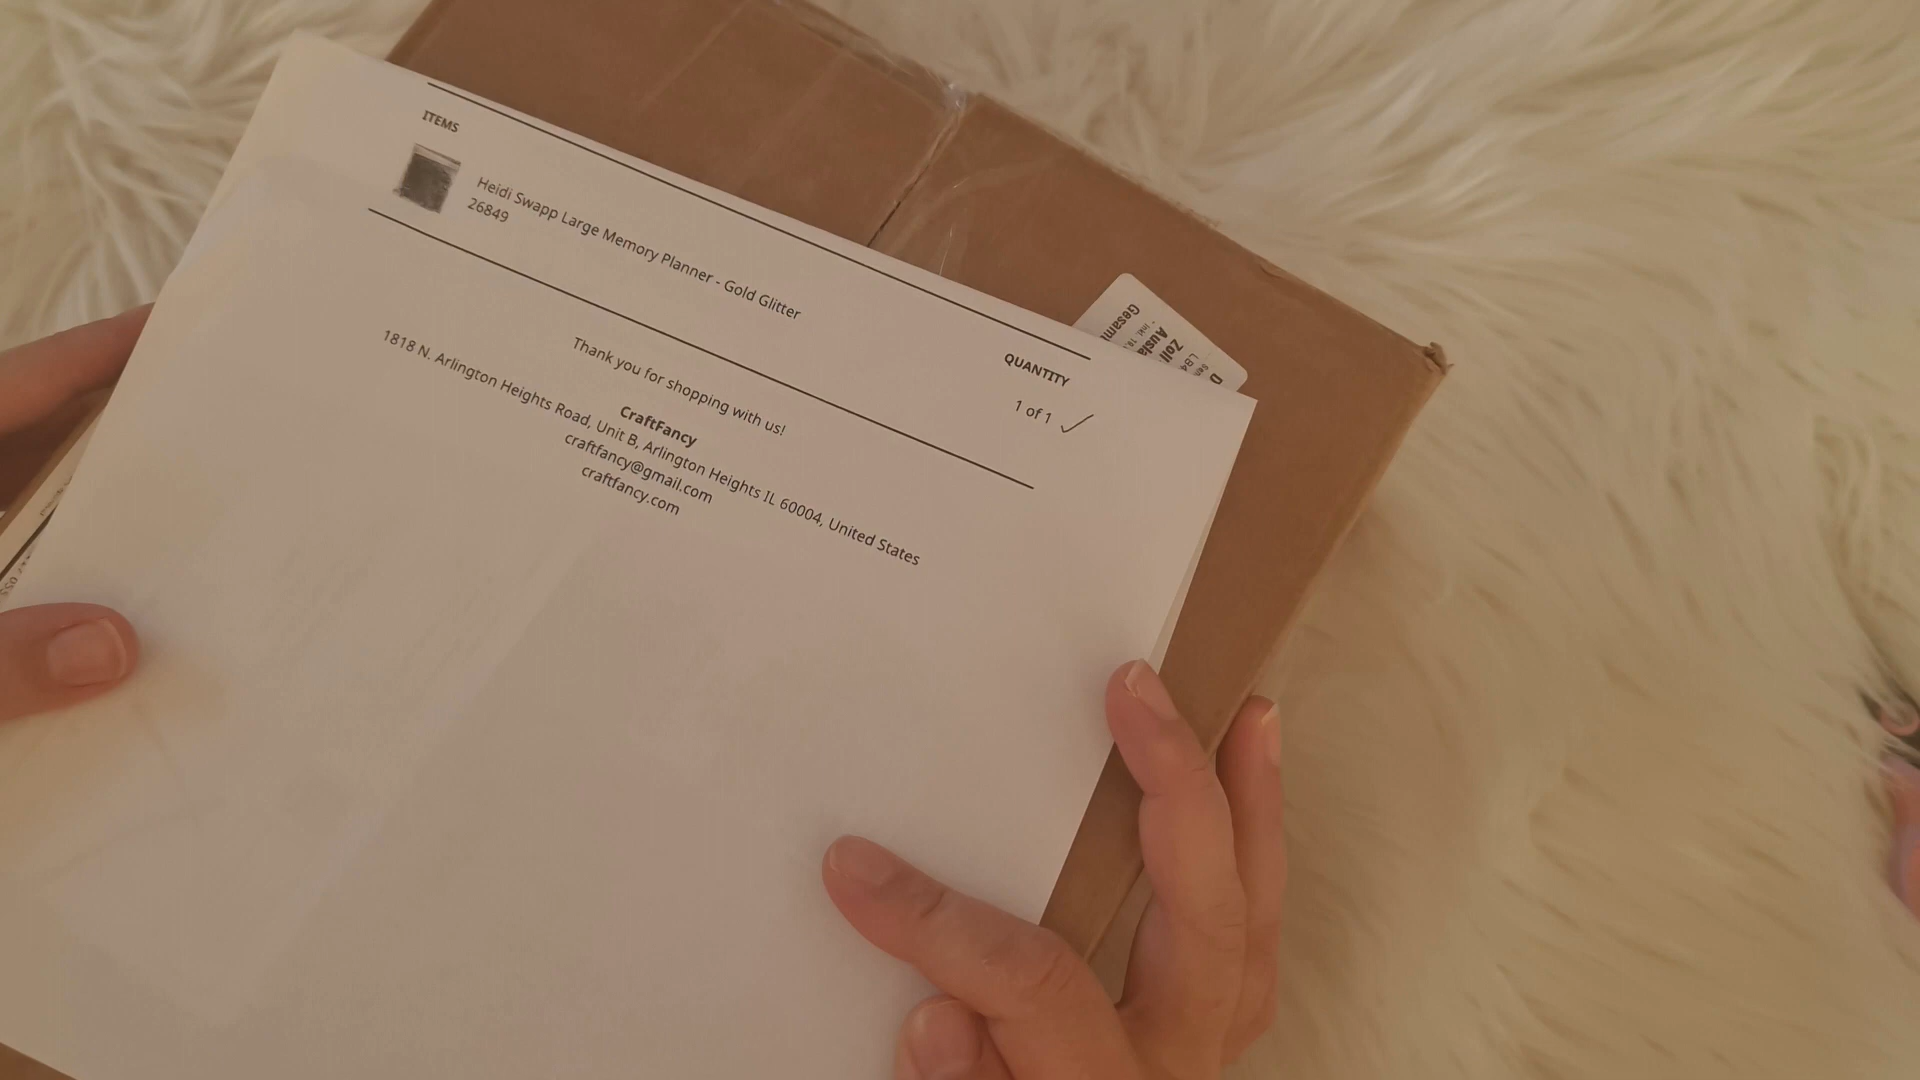 ITEMS
QUANTITY
Heidi Swapp Large Memory Planner - Gold Glitter
26849
1 of 1
Thank you for shopping with us!
CraftFancy
1818 N. Arlington Heights Road, Unit B, Arlington Heights IL 60004, United States
craftfancy@gmail.com
craftfancy.com
Zoll